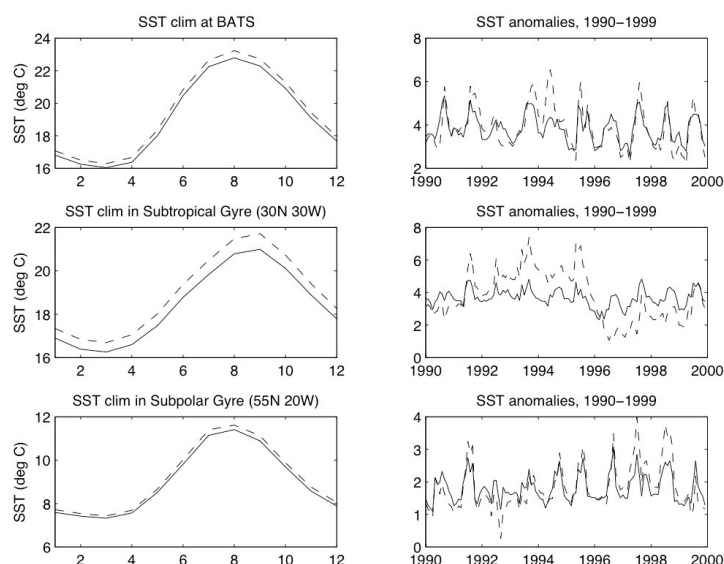 SST clim at BATS
SST anomalies, 1990−1999
24
22
20
18
16
SST (deg C)
2 4 6 8 10 12
8
6
4
2
1990 1992 1994 1996 1998 2000
SST clim in Subtropical Gyre (30N 30W)
SST anomalies, 1990−1999
22
20
18
16
SST (deg C)
2 4 6 8 10 12
8
6
4
2
0
1990 1992 1994 1996 1998 2000
SST clim in Subpolar Gyre (55N 20W)
SST anomalies, 1990−1999
12
10
8
6
SST (deg C)
2 4 6 8 10 12
4
3
2
1
0
1990 1992 1994 1996 1998 2000